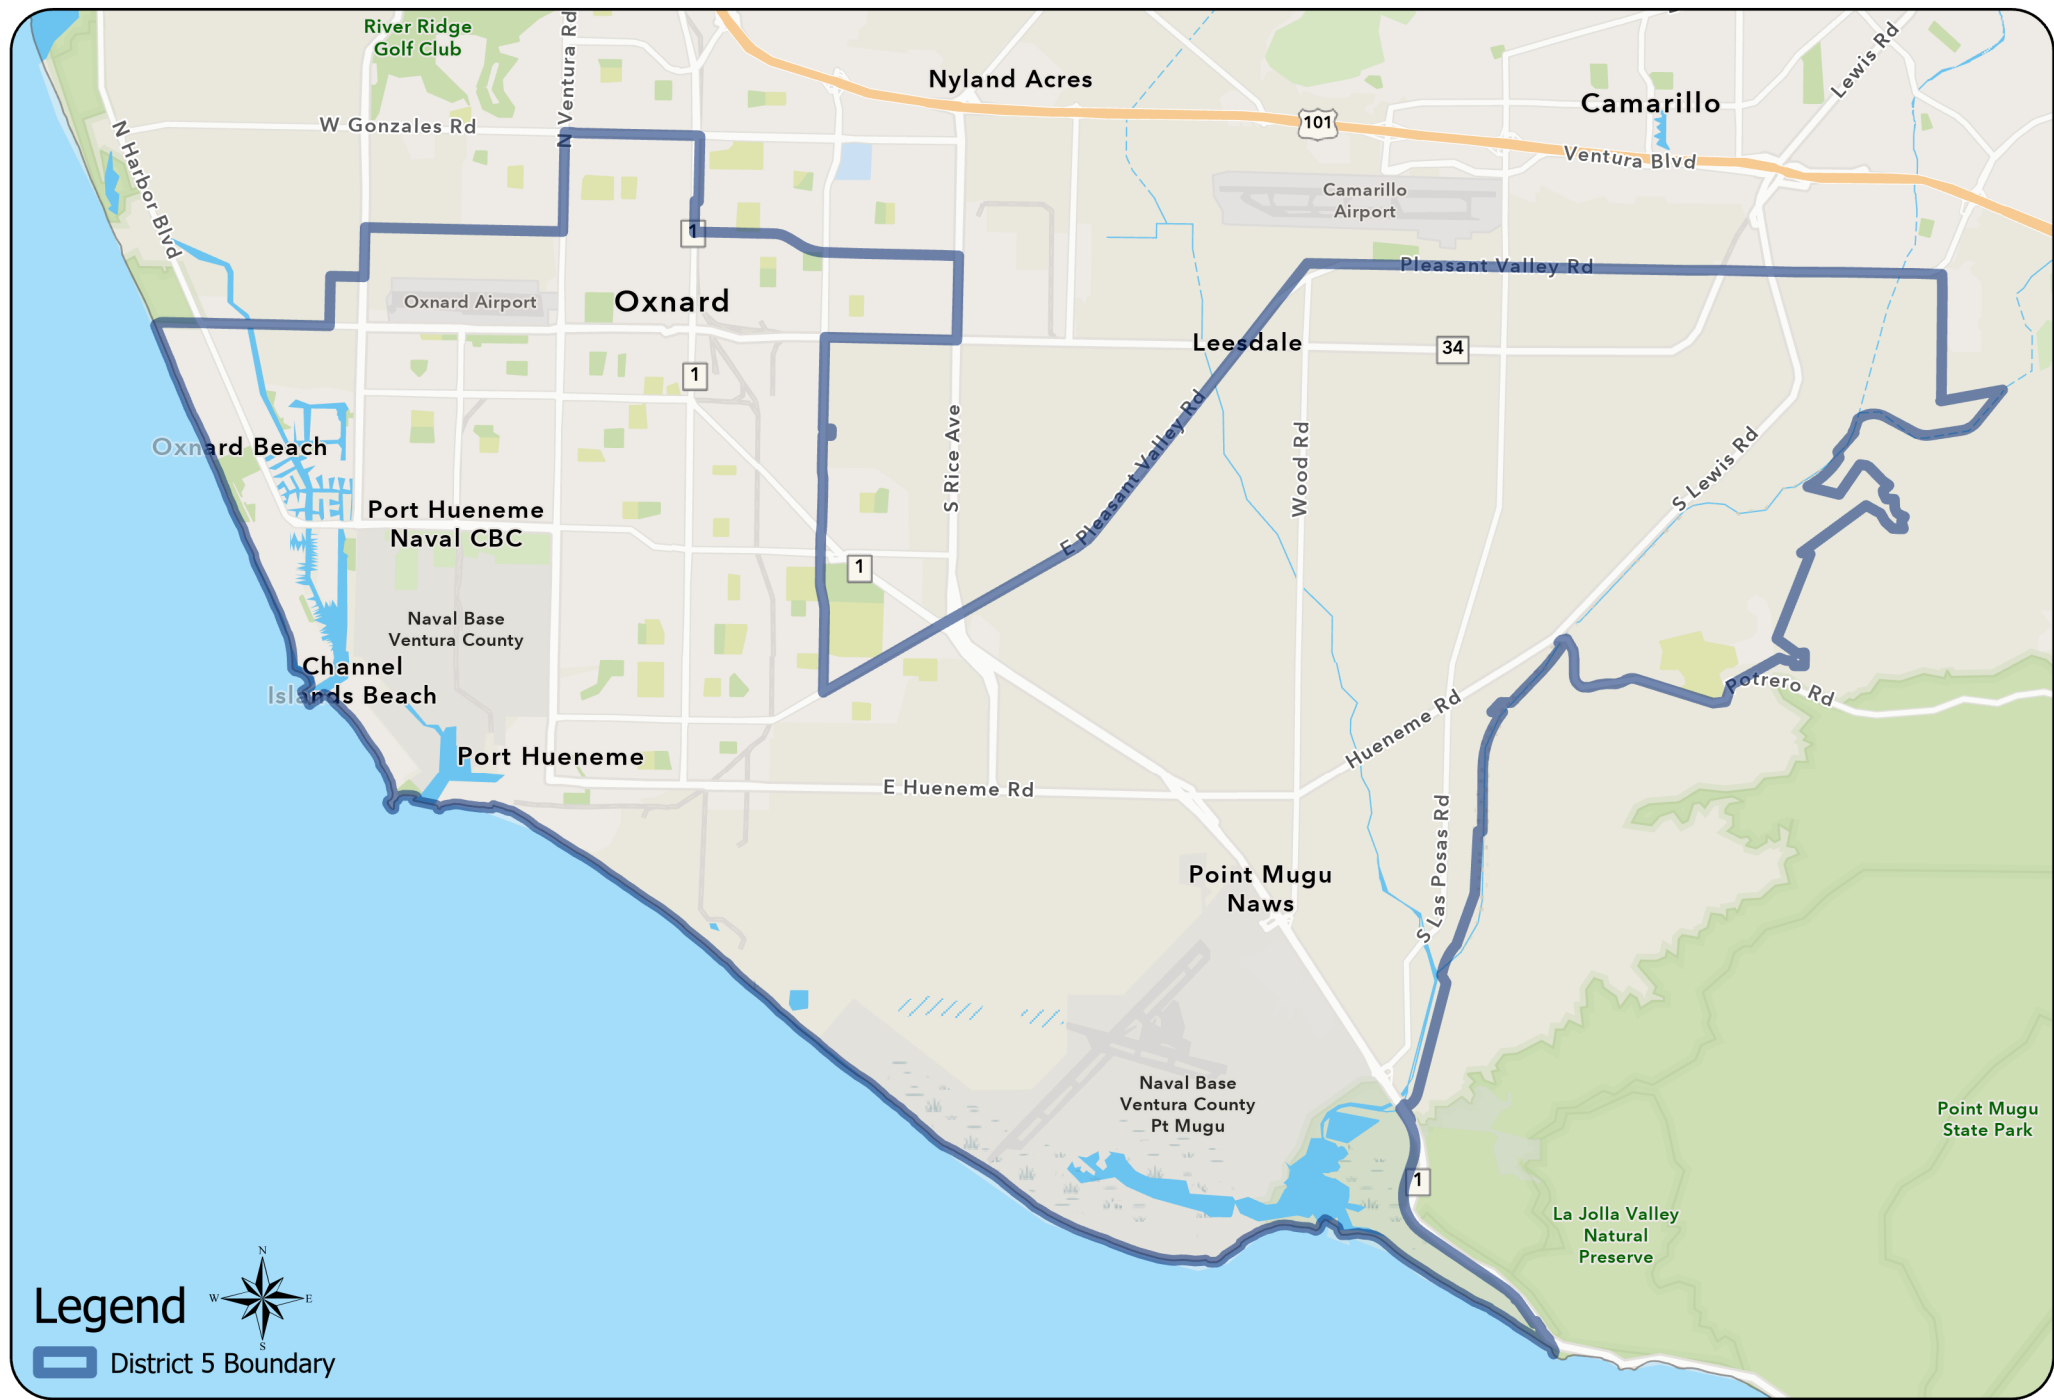 River Ridge
Golf Club
N Ventura Rd
Nyland Acres
Camarillo
Lewis Rd
W Gonzales Rd
101
Ventura Blvd
N Harbor Blvd
Camarillo
Airport
1
Pleasant Valley Rd
Oxnard Airport
Oxnard
Leesdale
34
1
Oxnard Beach
S Rice Ave
E Pleasant Valley Rd
Wood Rd
S Lewis Rd
Port Hueneme
Naval CBC
1
Naval Base
Ventura County
Channel
Islands Beach
Potrero Rd
Hueneme Rd
Port Hueneme
E Hueneme Rd
S Las Posas Rd
Point Mugu
Naws
Naval Base
Ventura County
Pt Mugu
Point Mugu
State Park
1
La Jolla Valley
Natural
Preserve
N
W
E
S
Legend
District 5 Boundary